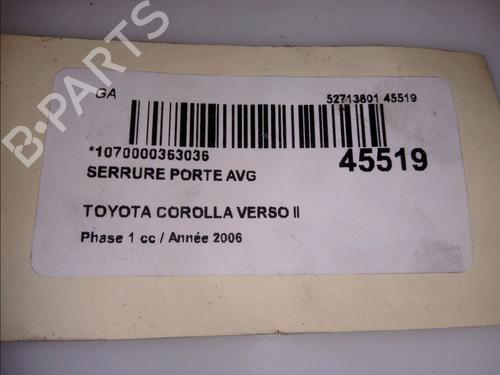 GA
52713801 45519
*1070000363036
45519
SERRURE PORTE AVG
TOYOTA COROLLA VERSO II
Phase 1 cc / Année 2006
B-PARTS